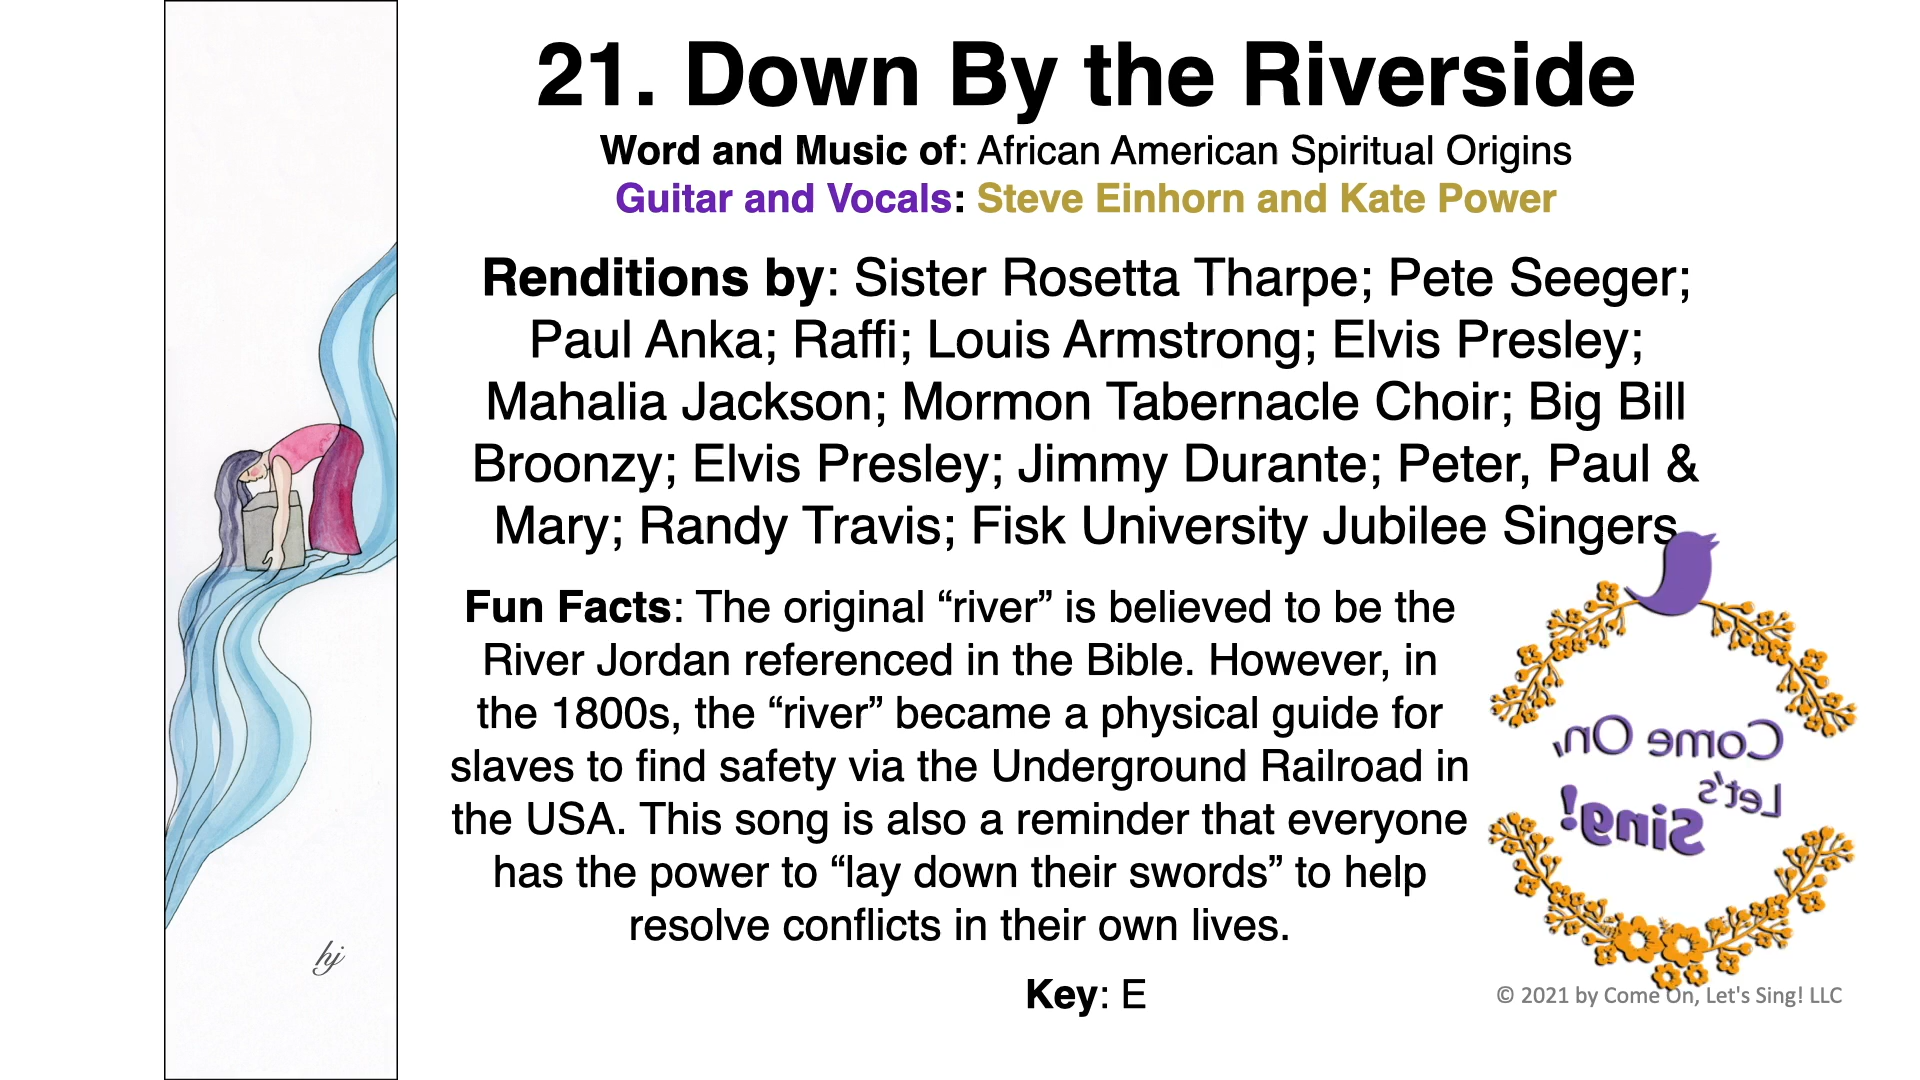 21. Down By the Riverside
Word and Music of: African American Spiritual Origins
Guitar and Vocals: Steve Einhorn and Kate Power
Renditions by: Sister Rosetta Tharpe; Pete Seeger;
Paul Anka; Raffi; Louis Armstrong; Elvis Presley;
Mahalia Jackson; Mormon Tabernacle Choir; Big Bill
Broonzy; Elvis Presley; Jimmy Durante; Peter, Paul &
Mary; Randy Travis; Fisk University Jubilee Singers
Fun Facts: The original “river” is believed to be the
River Jordan referenced in the Bible. However, in
the 1800s, the “river” became a physical guide for
slaves to find safety via the Underground Railroad in
the USA. This song is also a reminder that everyone
has the power to “lay down their swords” to help
resolve conflicts in their own lives.
Key: E
Come On,
Let's
Sing!
© 2021 by Come On, Let's Sing! LLC
hj